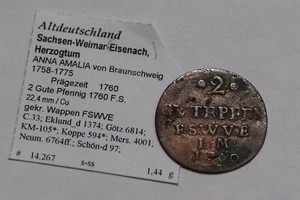 Altdeutschland
Sachsen-Weimar-Eisenach,
Herzogtum
ANNA AMALIA von Braunschweig
1758-1775
Prägezeit 1760
2 Gute Pfennig 1760 F.S.
22,4 mm / Cu
gekr. Wappen FSWVE
C.33; Eklund_d 1374; Götz 6814;
KM-105*; Koppe 594*; Mers. 4001;
Neum. 6764ff.; Schön-d 97;
# 14.267 s-ss 1,44 g
·2·
FSWVE
I.M